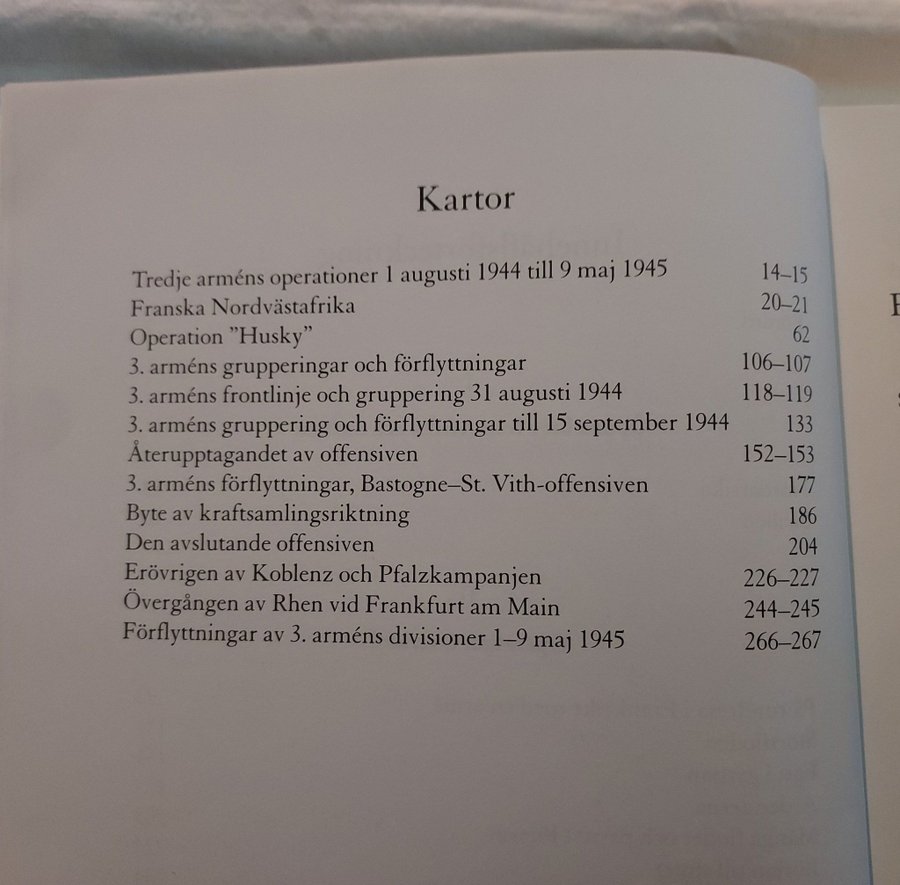 Kartor
Tredje arméns operationer 1 augusti 1944 till 9 maj 1945 14–15
Franska Nordvästafrika 20–21
Operation ”Husky” 62
3. arméns grupperingar och förflyttningar 106–107
3. arméns frontlinje och gruppering 31 augusti 1944 118–119
3. arméns gruppering och förflyttningar till 15 september 1944 133
Återupptagandet av offensiven 152–153
3. arméns förflyttningar, Bastogne–St. Vith-offensiven 177
Byte av kraftsamlingsriktning 186
Den avslutande offensiven 204
Erövrigen av Koblenz och Pfalzkampanjen 226–227
Övergången av Rhen vid Frankfurt am Main 244–245
Förflyttningar av 3. arméns divisioner 1–9 maj 1945 266–267